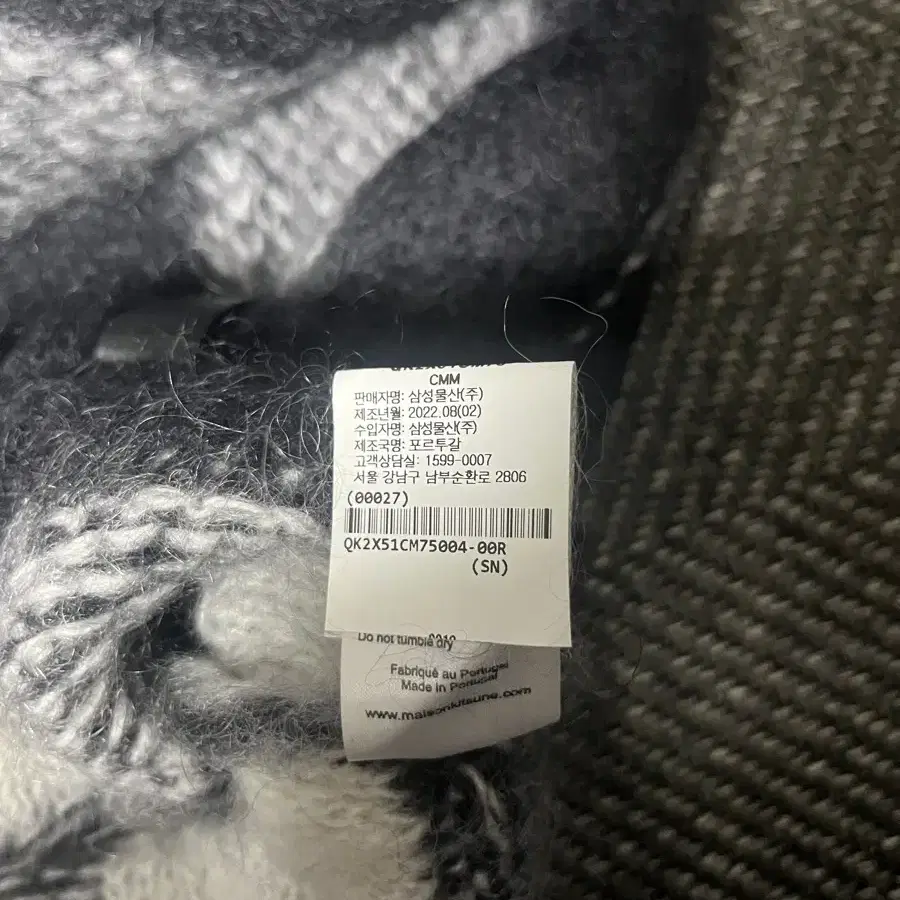 CMM
판매자명: 삼성물산(주)
제조년월: 2022.08(02)
수입자명: 삼성물산(주)
제조국명: 포르투갈
고객상담실: 1599-0007
서울 강남구 남부순환로 2806
(00027)
QK2X51CM75004-00R
(SN)
Do not tumble dry
Fabriqué au Portugal
Made in Portugal
www.maisonkitsune.com